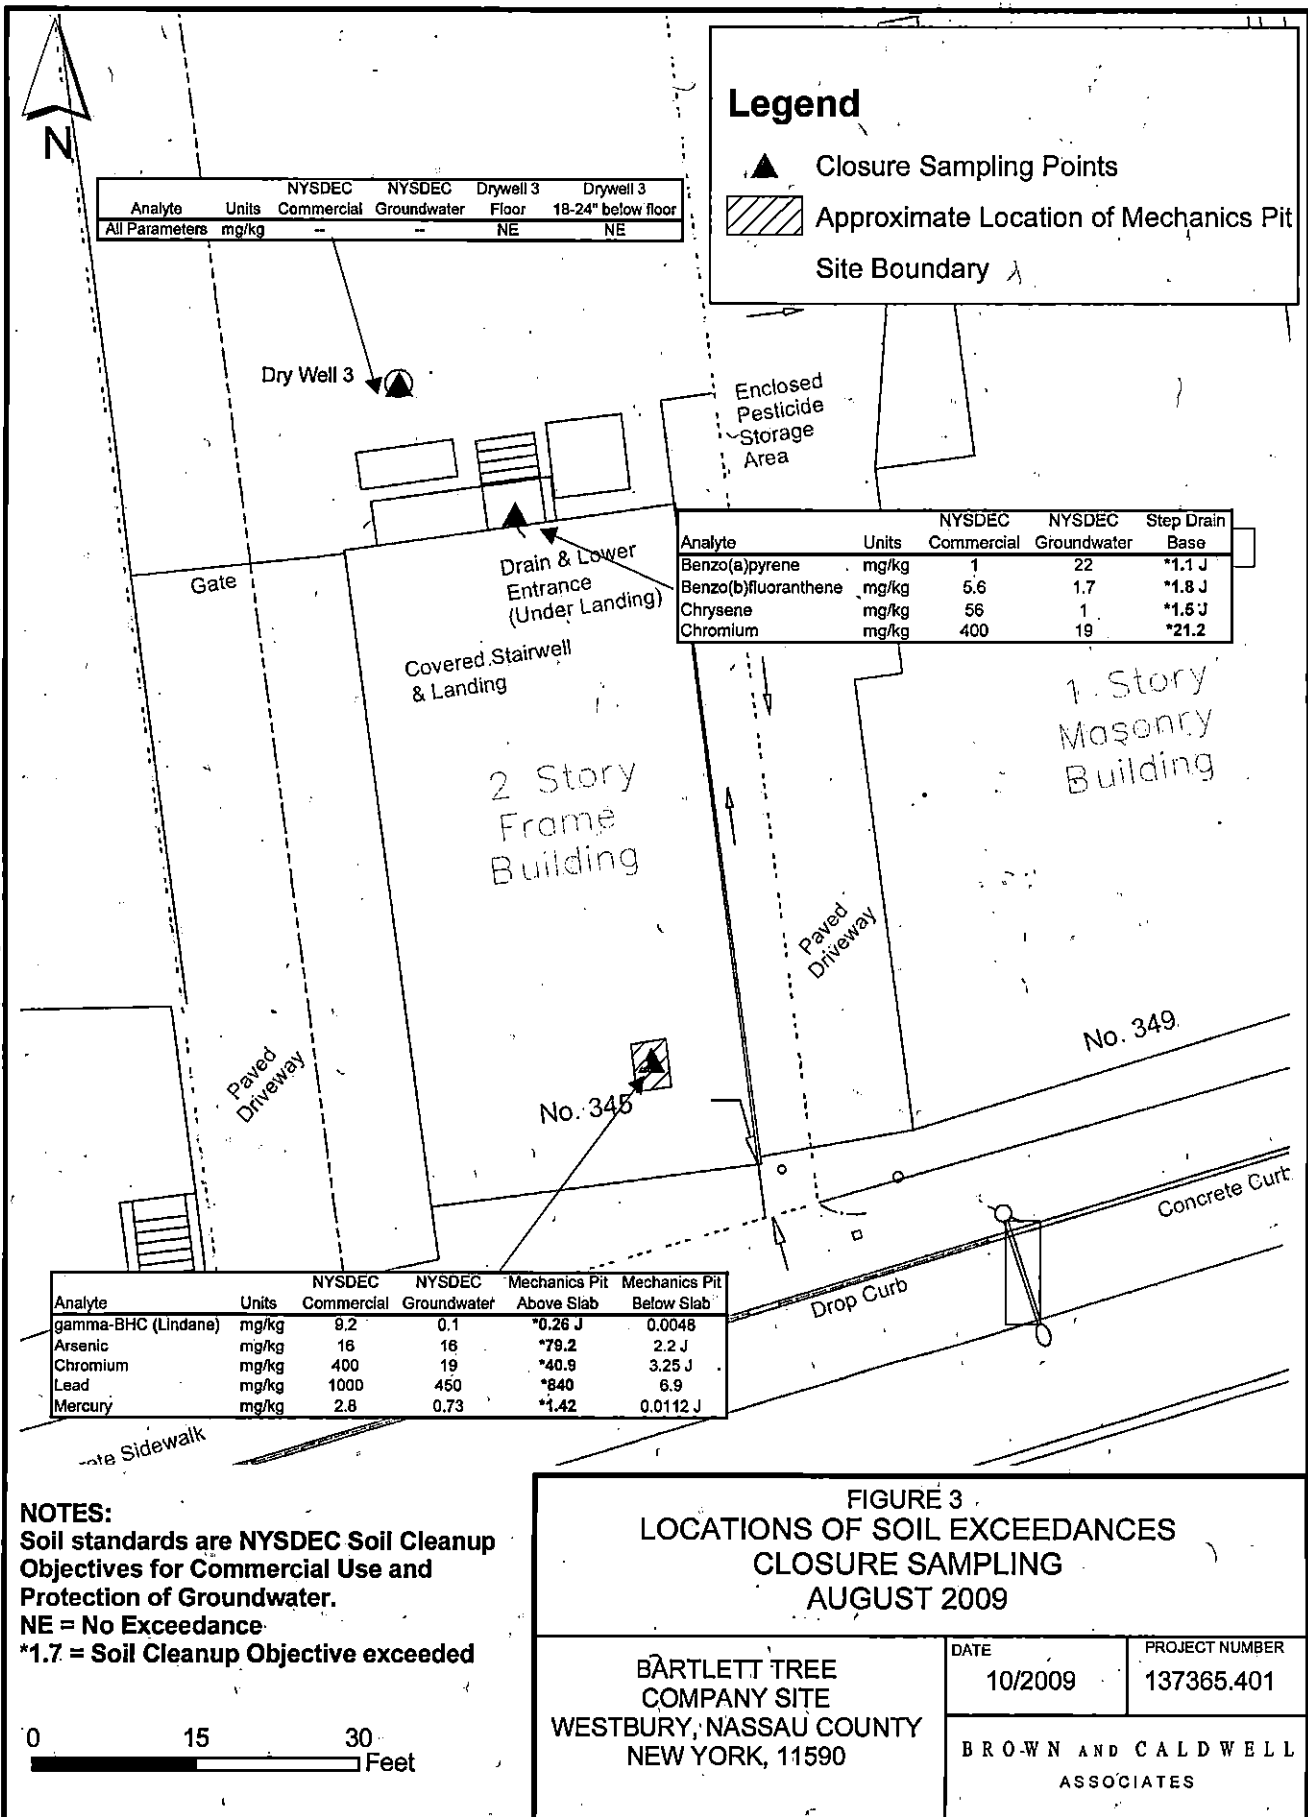 N
Legend
Closure Sampling Points
Approximate Location of Mechanics Pit
Site Boundary
NYSDEC NYSDEC Drywell 3 Drywell 3
Analyte Units Commercial Groundwater Floor 18-24" below floor
All Parameters mg/kg -- -- NE NE
Dry Well 3
Enclosed
Pesticide
Storage
Area
Gate
Drain & Lower
Entrance
(Under Landing)
Covered Stairwell
& Landing
NYSDEC NYSDEC Step Drain
Analyte Units Commercial Groundwater Base
Benzo(a)pyrene mg/kg 1 22 *1.1 J
Benzo(b)fluoranthene mg/kg 5.6 1.7 *1.8 J
Chrysene mg/kg 56 1 *1.5 J
Chromium mg/kg 400 19 *21.2
1 Story
Masonry
Building
2 Story
Frame
Building
Paved
Driveway
Paved
Driveway
No. 349
No. 345
Concrete Curb
Drop Curb
NYSDEC NYSDEC Mechanics Pit Mechanics Pit
Analyte Units Commercial Groundwater Above Slab Below Slab
gamma-BHC (Lindane) mg/kg 9.2 0.1 *0.26 J 0.0048
Arsenic mg/kg 16 16 *79.2 2.2 J
Chromium mg/kg 400 19 *40.9 3.25 J
Lead mg/kg 1000 450 *840 6.9
Mercury mg/kg 2.8 0.73 *1.42 0.0112 J
Sidewalk
NOTES:
Soil standards are NYSDEC Soil Cleanup
Objectives for Commercial Use and
Protection of Groundwater.
NE = No Exceedance
*1.7 = Soil Cleanup Objective exceeded
0 15 30
Feet
FIGURE 3
LOCATIONS OF SOIL EXCEEDANCES
CLOSURE SAMPLING
AUGUST 2009
BARTLETT TREE
COMPANY SITE
WESTBURY, NASSAU COUNTY
NEW YORK, 11590
DATE
10/2009
PROJECT NUMBER
137365.401
BROWN AND CALDWELL
ASSOCIATES